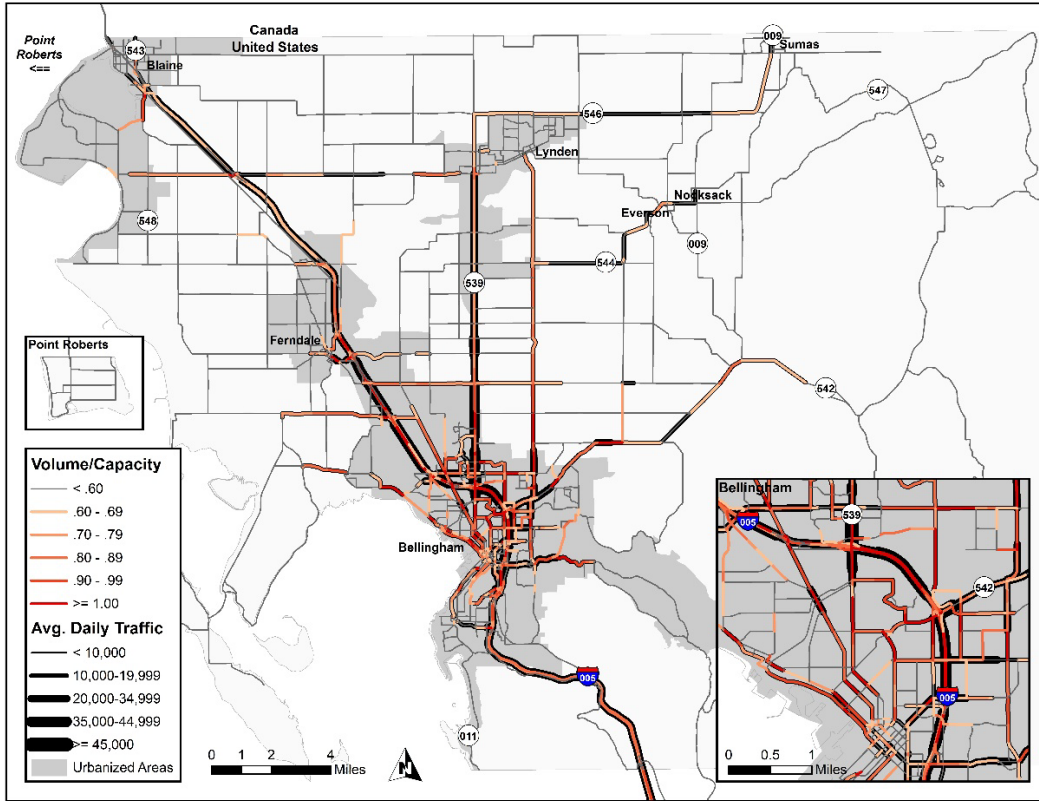 Point
Roberts
<==
Canada
United States
543
Blaine
009
Sumas
547
546
Lynden
Nooksack
Everson
009
548
544
539
Ferndale
Point Roberts
542
Volume/Capacity
< .60
.60 - .69
.70 - .79
.80 - .89
.90 - .99
>= 1.00
Avg. Daily Traffic
< 10,000
10,000-19,999
20,000-34,999
35,000-44,999
>= 45,000
Urbanized Areas
Bellingham
005
011
0 2 4
Miles
N
Bellingham
005
539
542
005
0 0.5 1
Miles